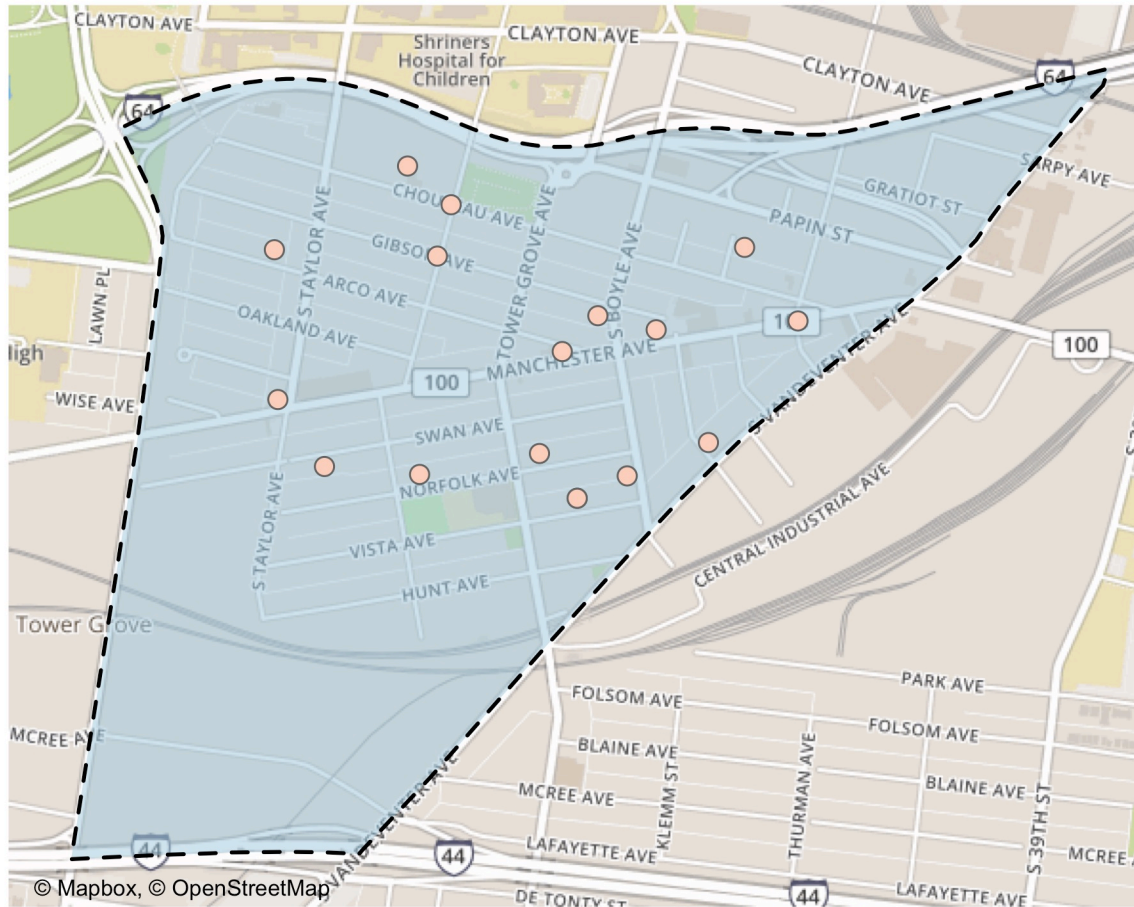 CLAYTON AVE
CLAYTON AVE
Shriners
Hospital for
Children
CLAYTON AVE
64
64
SARPY AVE
GRATIOT ST
PAPIN ST
S TAYLOR AVE
TOWER GROVE AVE
S BOYLE AVE
GIBSON AVE
ARCO AVE
LAWN PL
OAKLAND AVE
MANCHESTER AVE
100
100
S VANDEVENTER AVE
WISE AVE
SWAN AVE
NORFOLK AVE
S TAYLOR AVE
VISTA AVE
HUNT AVE
CENTRAL INDUSTRIAL AVE
Tower Grove
PARK AVE
FOLSOM AVE
FOLSOM AVE
MCREE AVE
BLAINE AVE
BLAINE AVE
KLEMM ST
THURMAN AVE
S 39TH ST
MCREE AVE
S VANDEVENTER AVE
LAFAYETTE AVE
MCREE
44
44
44
LAFAYETTE AVE
DE TONTY ST
© Mapbox, © OpenStreetMap